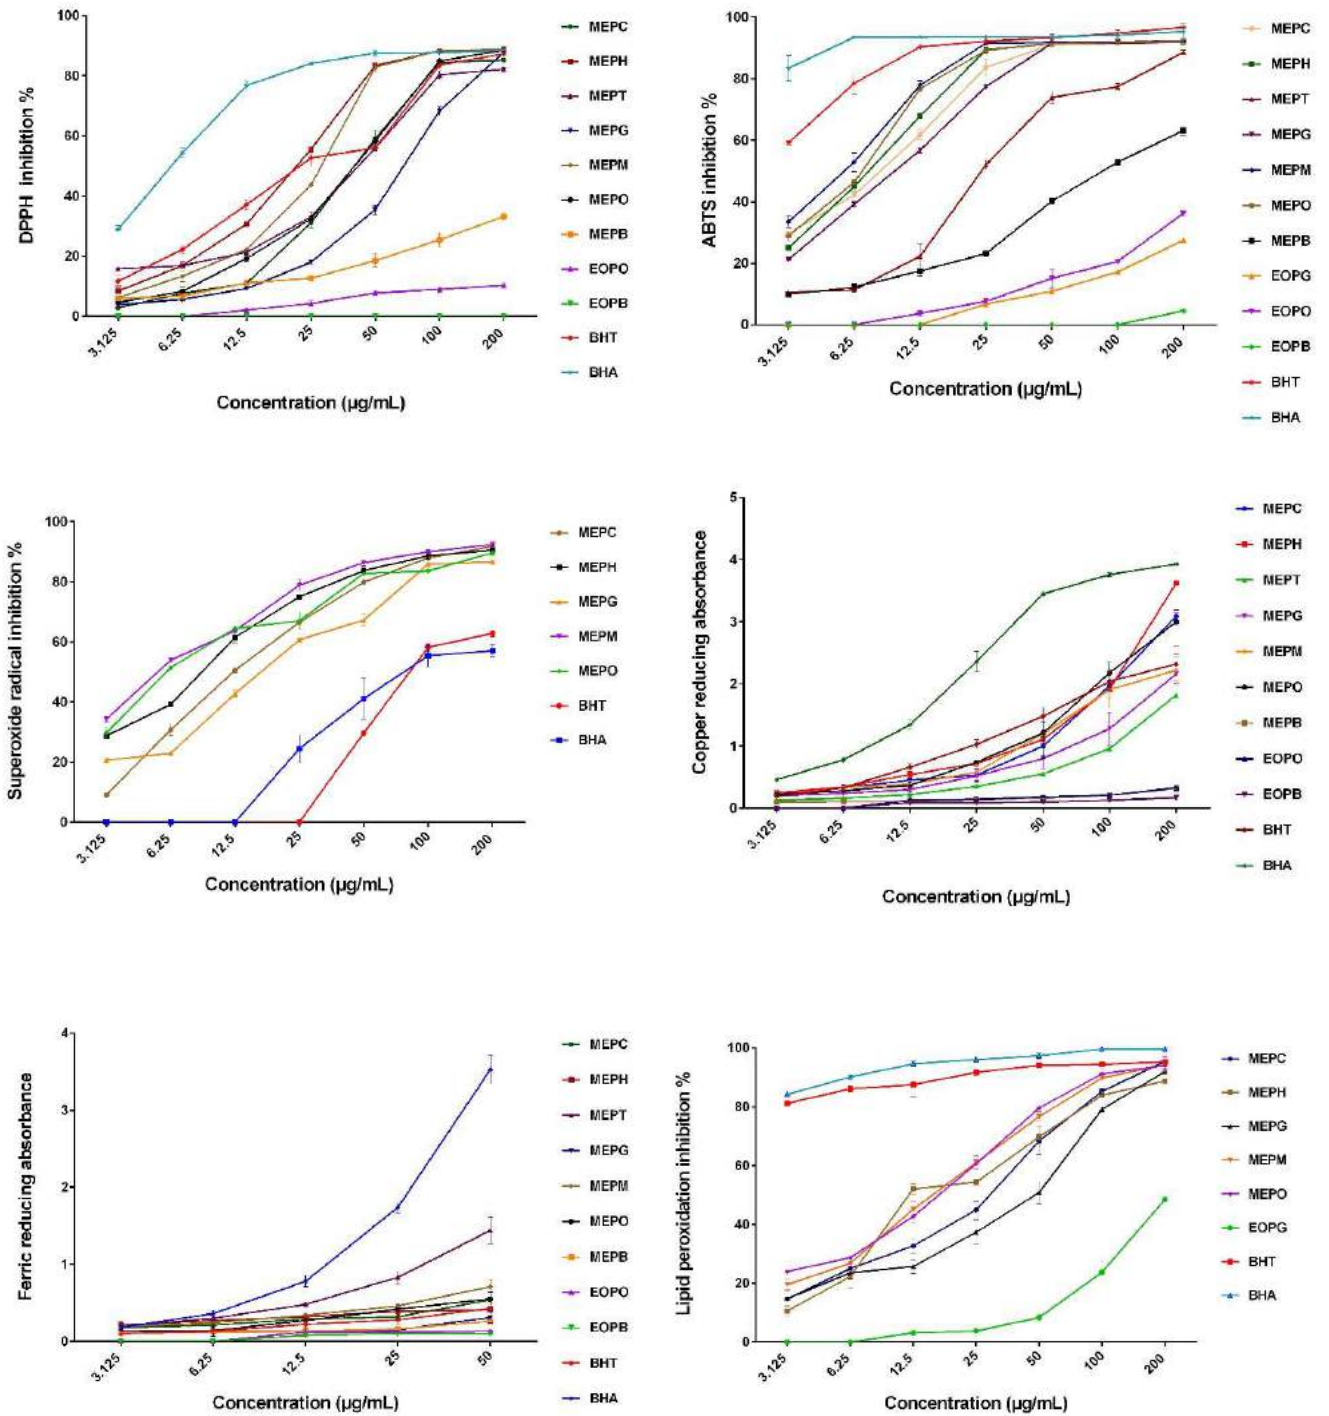 DPPH inhibition %
100
80
60
40
20
0
3.125
6.25
12.5
25
50
100
200
Concentration (µg/mL)
MEPC
MEPH
MEPT
MEPG
MEPM
MEPO
MEPB
EOPO
EOPB
BHT
BHA
ABTS inhibition %
100
80
60
40
20
0
3.125
6.25
12.5
25
50
100
200
Concentration (µg/mL)
MEPC
MEPH
MEPT
MEPG
MEPM
MEPO
MEPB
EOPG
EOPO
EOPB
BHT
BHA
Superoxide radical inhibition %
100
80
60
40
20
0
3.125
6.25
12.5
25
50
100
200
Concentration (µg/mL)
MEPC
MEPH
MEPG
MEPM
MEPO
BHT
BHA
Copper reducing absorbance
5
4
3
2
1
0
3.125
6.25
12.5
25
50
100
200
Concentration (µg/mL)
MEPC
MEPH
MEPT
MEPG
MEPM
MEPO
MEPB
EOPO
EOPB
BHT
BHA
Ferric reducing absorbance
4
3
2
1
0
3.125
6.25
12.5
25
50
Concentration (µg/mL)
MEPC
MEPH
MEPT
MEPG
MEPM
MEPO
MEPB
EOPO
EOPB
BHT
BHA
Lipid peroxidation inhibition %
100
80
60
40
20
0
3.125
6.25
12.5
25
50
100
200
Concentration (µg/mL)
MEPC
MEPH
MEPG
MEPM
MEPO
EOPG
BHT
BHA